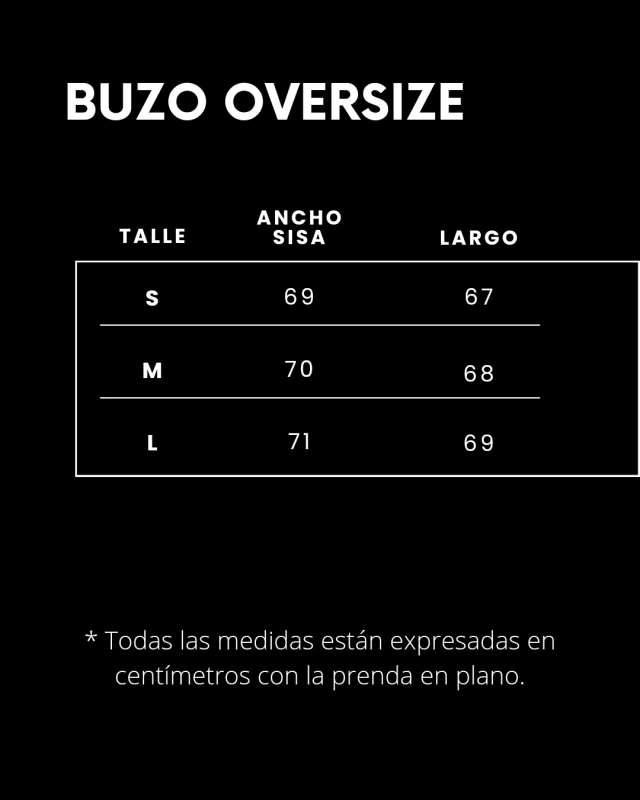 BUZO OVERSIZE
TALLE ANCHO SISA LARGO
S 69 67
M 70 68
L 71 69
* Todas las medidas están expresadas en
centímetros con la prenda en plano.